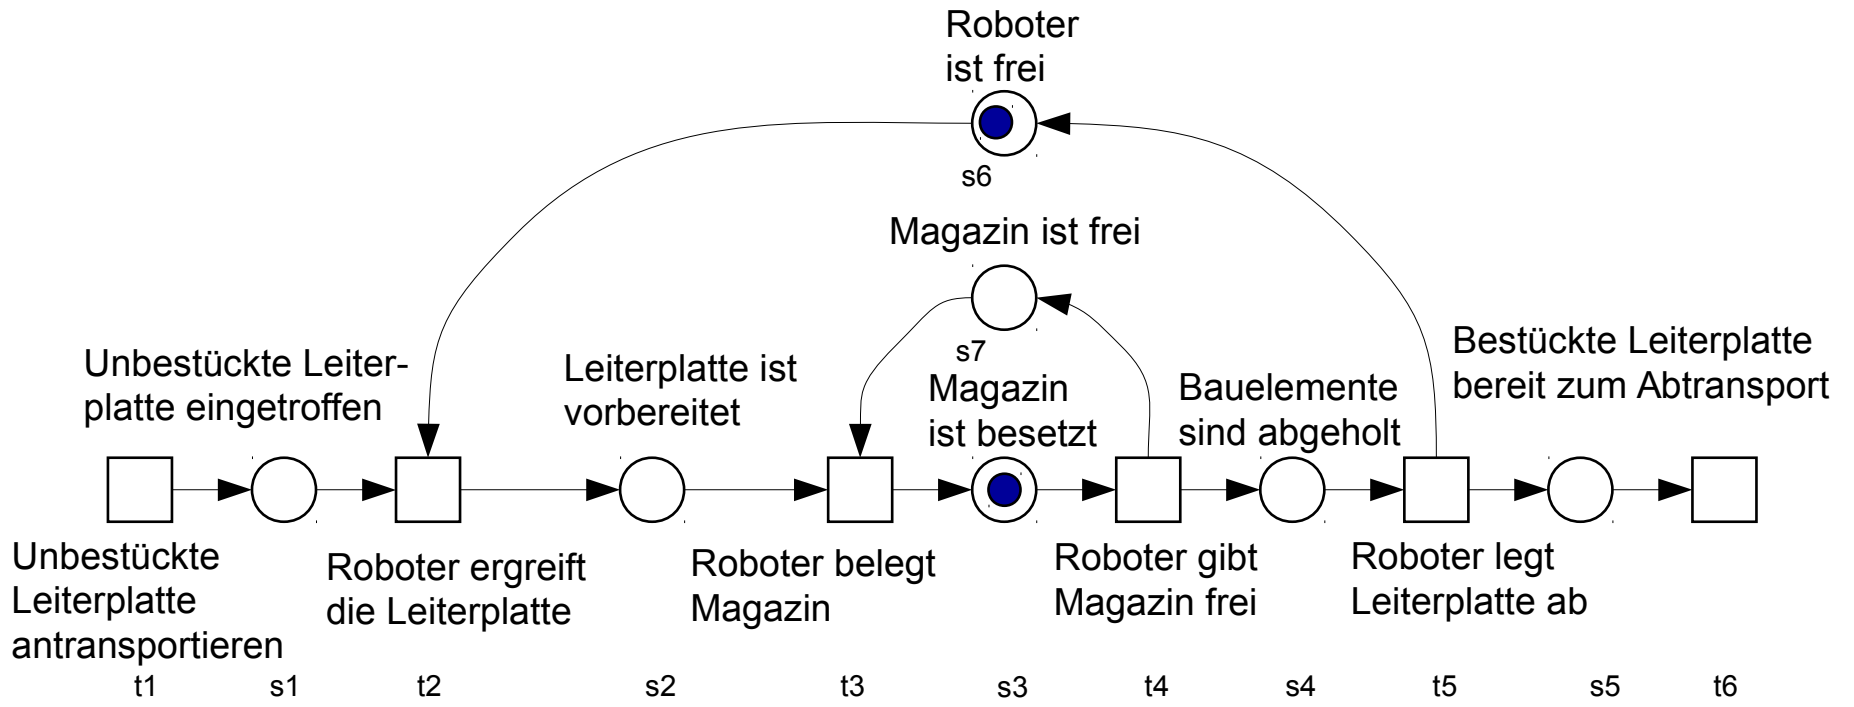 Roboter
ist frei
s6
Magazin ist frei
s7
Unbestückte Leiter-
platte eingetroffen
Leiterplatte ist
vorbereitet
Magazin
ist besetzt
Bauelemente
sind abgeholt
Bestückte Leiterplatte
bereit zum Abtransport
Unbestückte
Leiterplatte
antransportieren
Roboter ergreift
die Leiterplatte
Roboter belegt
Magazin
Roboter gibt
Magazin frei
Roboter legt
Leiterplatte ab
t1 s1 t2 s2 t3 s3 t4 s4 t5 s5 t6